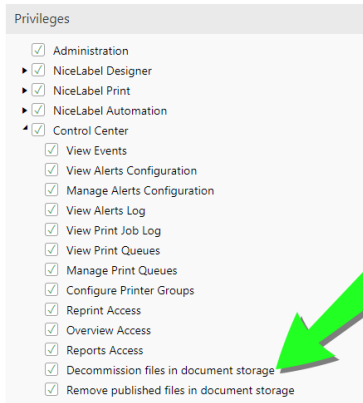 Privileges
Administration
NiceLabel Designer
NiceLabel Print
NiceLabel Automation
Control Center
View Events
View Alerts Configuration
Manage Alerts Configuration
View Alerts Log
View Print Job Log
View Print Queues
Manage Print Queues
Configure Printer Groups
Reprint Access
Overview Access
Reports Access
Decommission files in document storage
Remove published files in document storage